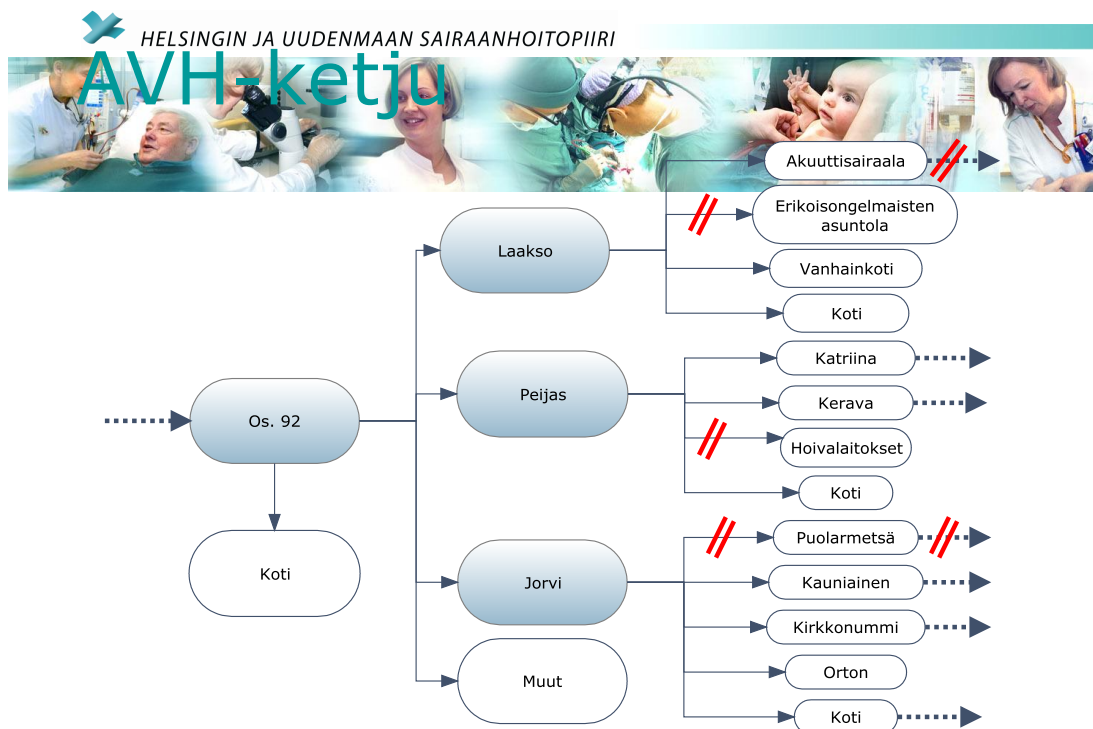 HELSINGIN JA UUDENMAAN SAIRAANHOITOPIIRI
AVH-ketju
Akuuttisairaala
Erikoisongelmaisten
asuntola
Laakso
Vanhainkoti
Koti
Katriina
Peijas
Kerava
Os. 92
Hoivalaitokset
Koti
Puolarmetsä
Koti
Jorvi
Kauniainen
Kirkkonummi
Orton
Muut
Koti